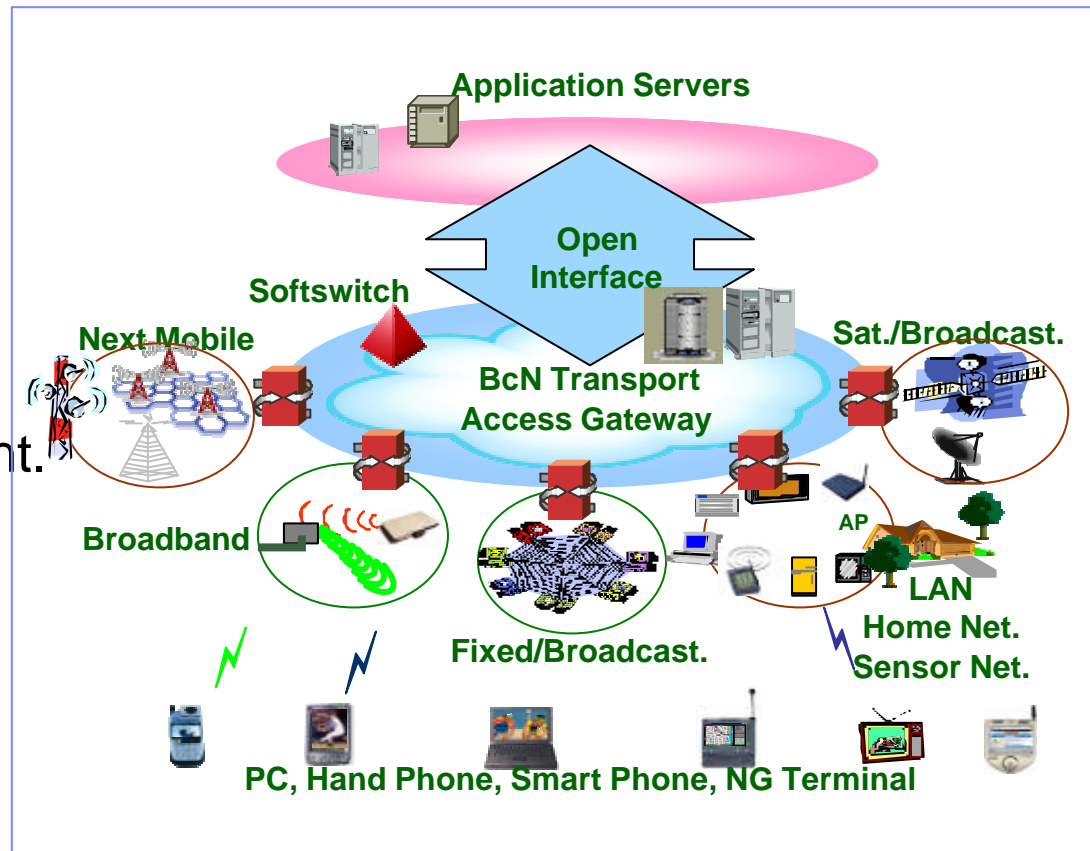 Application Servers
Open
Interface
Softswitch
Next Mobile
Sat./Broadcast.
BcN Transport
Access Gateway
nt.
Broadband
AP
LAN
Home Net.
Sensor Net.
Fixed/Broadcast.
PC, Hand Phone, Smart Phone, NG Terminal